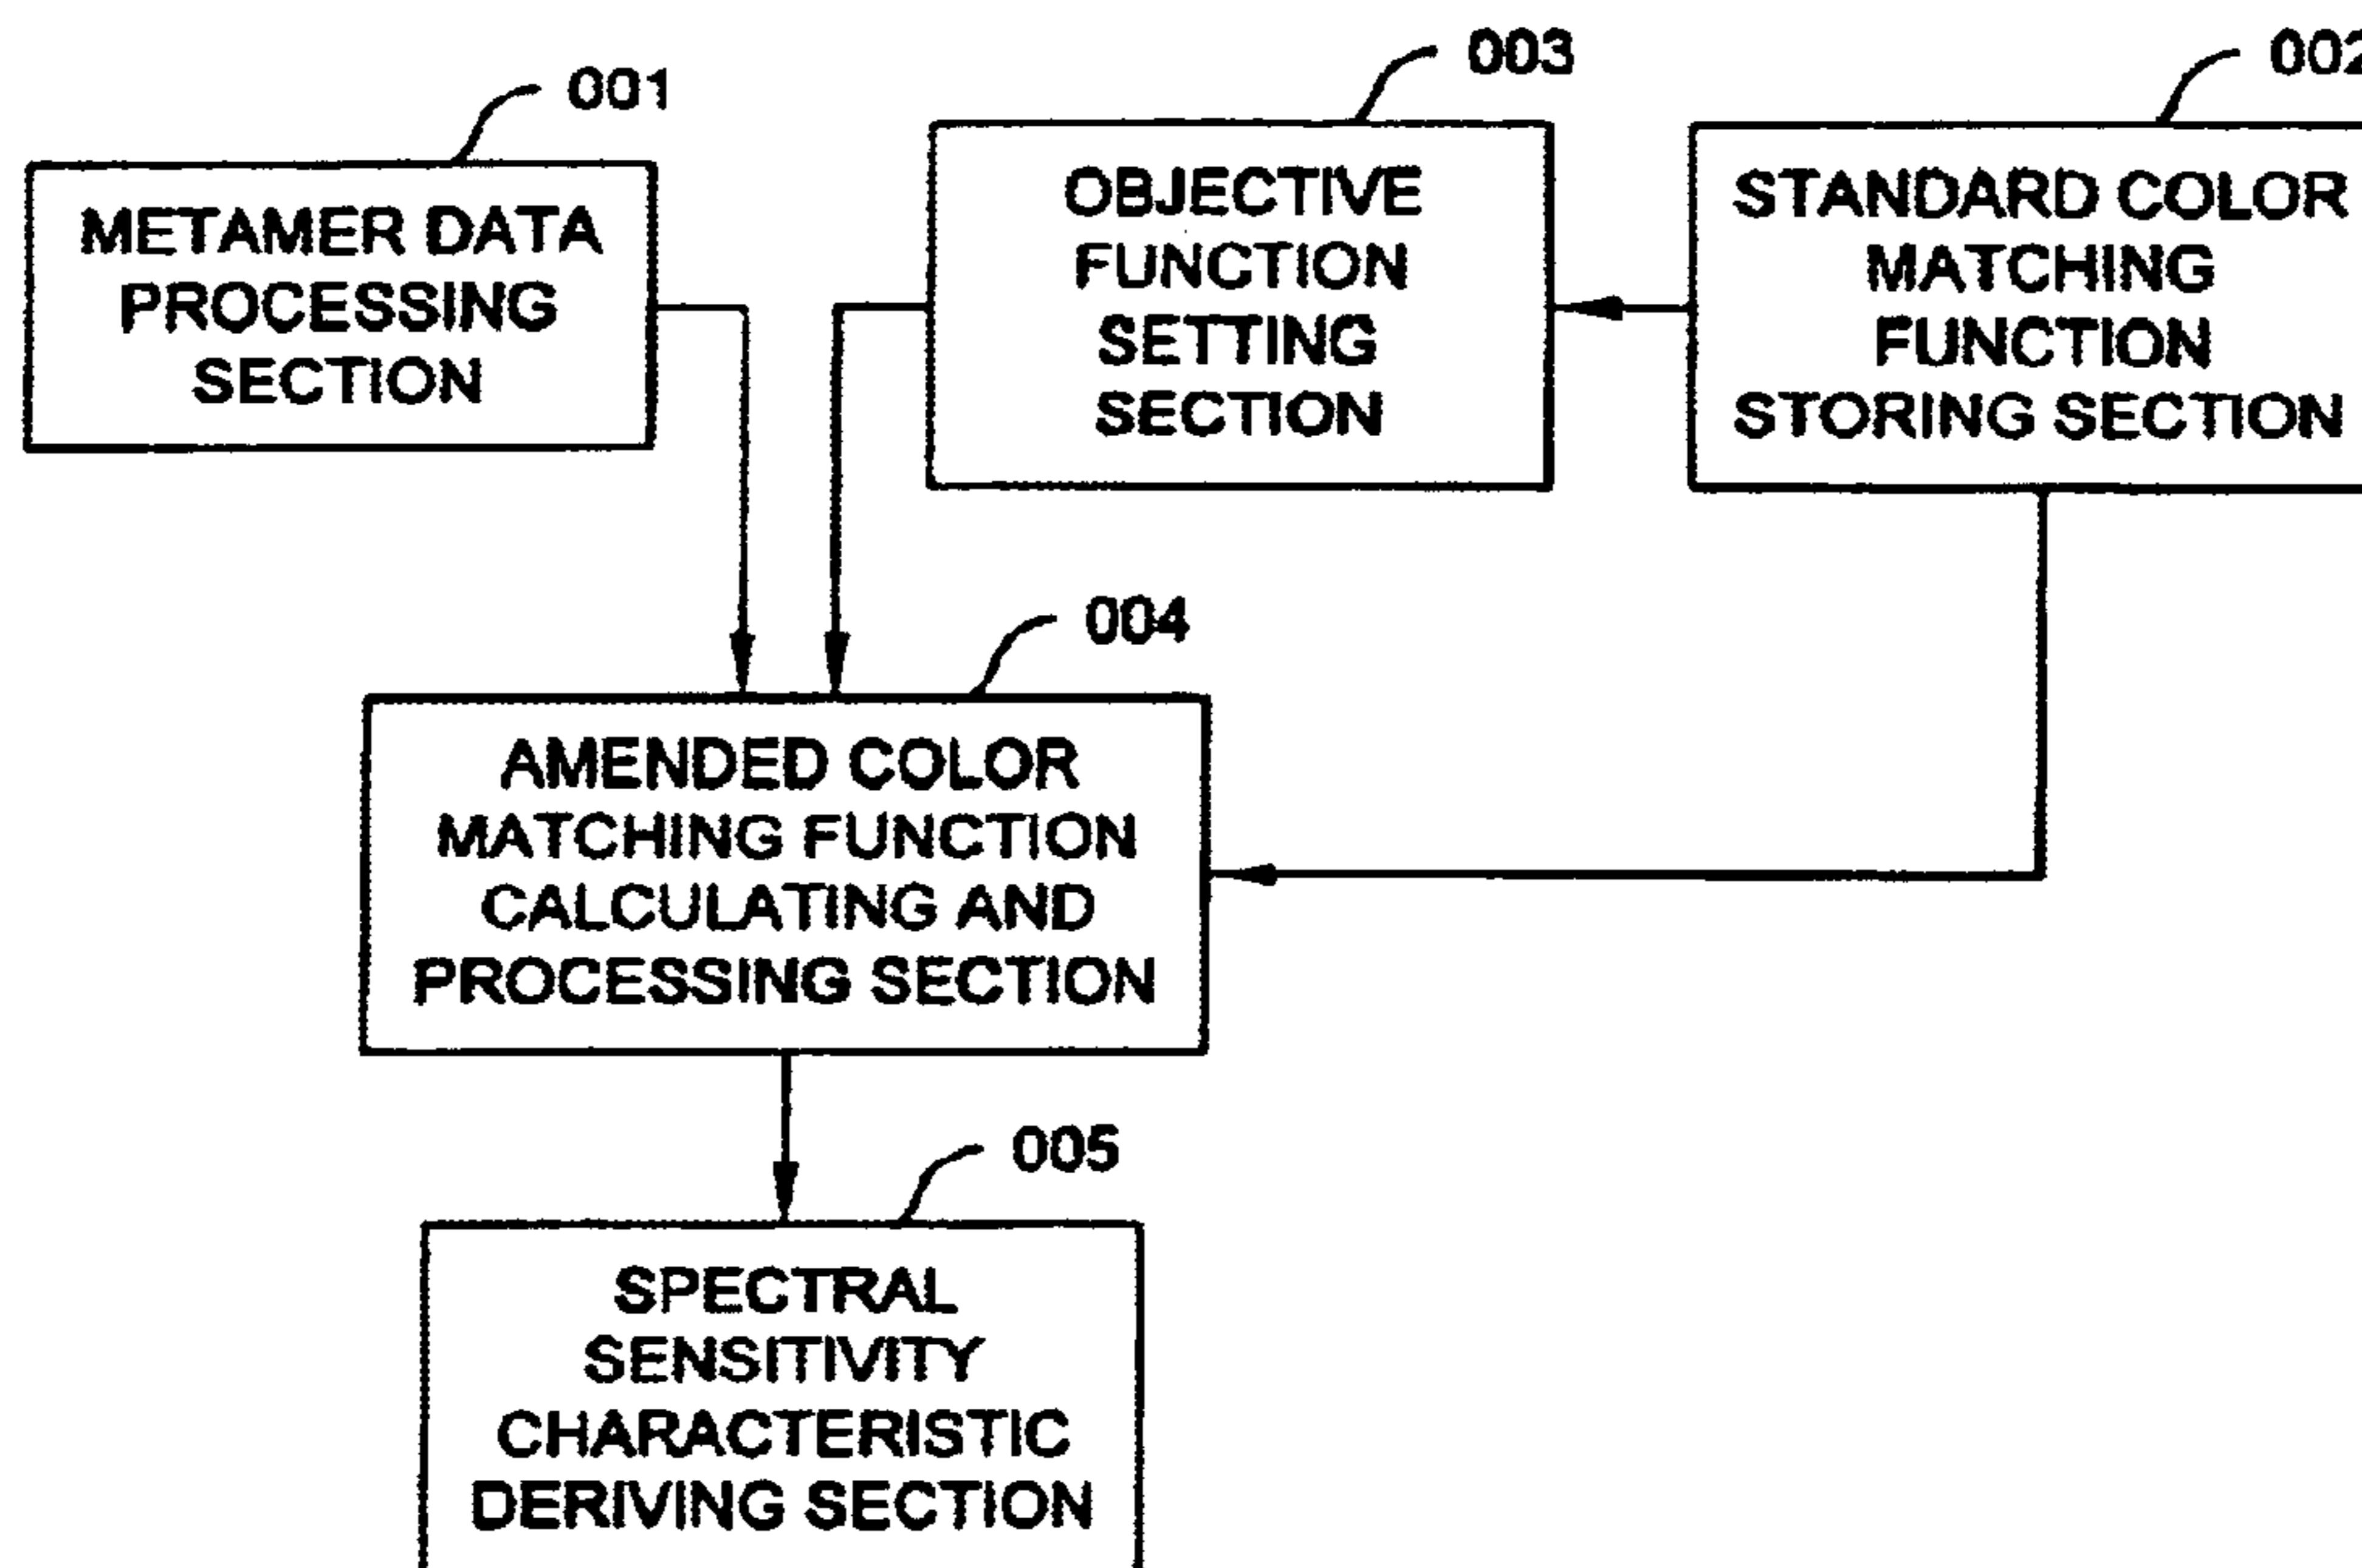 001
METAMER DATA
PROCESSING
SECTION
003
OBJECTIVE
FUNCTION
SETTING
SECTION
002
STANDARD COLOR
MATCHING
FUNCTION
STORING SECTION
004
AMENDED COLOR
MATCHING FUNCTION
CALCULATING AND
PROCESSING SECTION
005
SPECTRAL
SENSITIVITY
CHARACTERISTIC
DERIVING SECTION